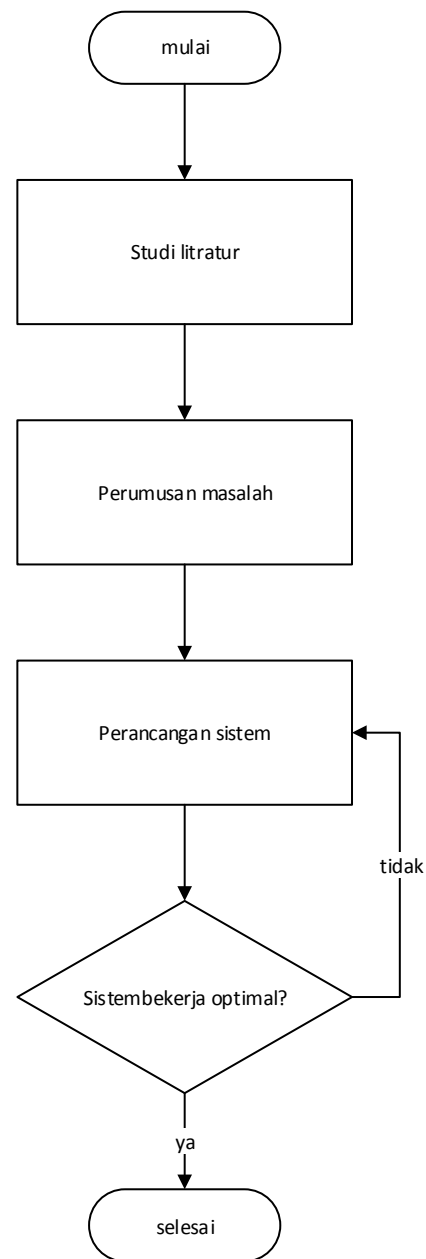 mulai
Studi litratur
Perumusan masalah
Perancangan sistem
tidak
Sistembekerja optimal?
ya
selesai